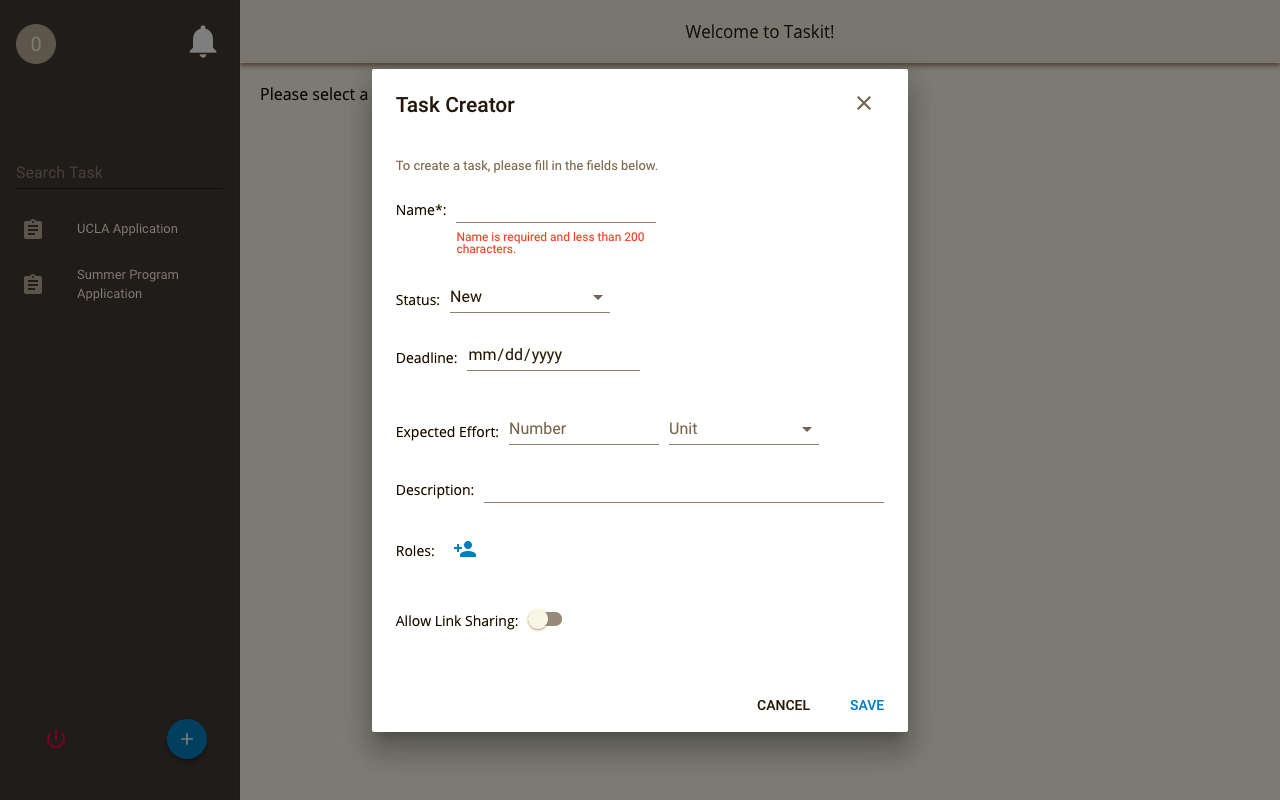 0
Welcome to Taskit!
Please select a
Search Task
UCLA Application
Summer Program
Application
Task Creator
To create a task, please fill in the fields below.
Name*:
Name is required and less than 200
characters.
Status: New
Deadline: mm/dd/yyyy
Expected Effort: Number Unit
Description:
Roles:
Allow Link Sharing:
CANCEL SAVE